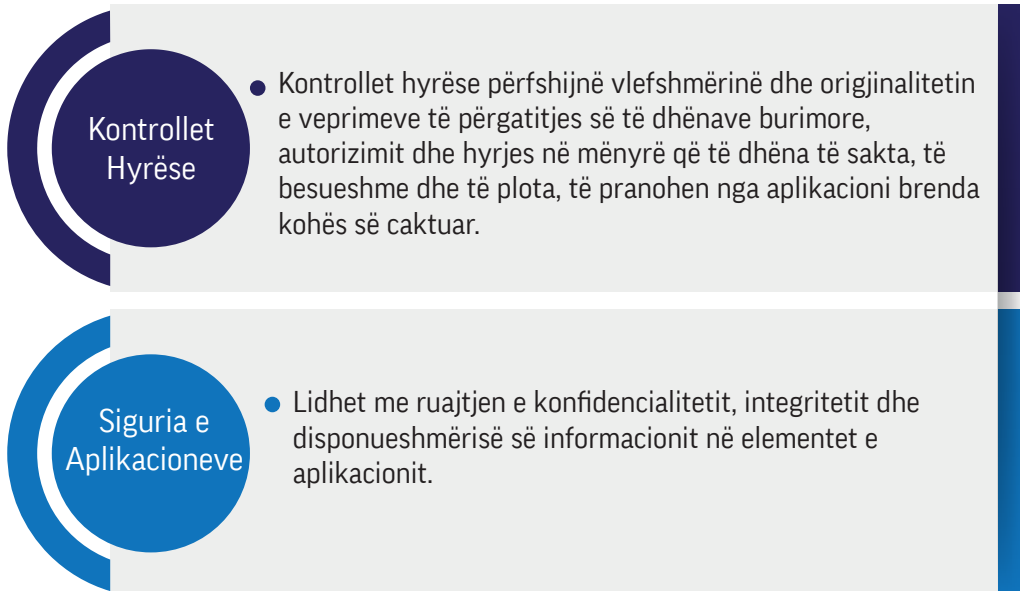 Kontrollet
Hyrëse
● Kontrollet hyrëse përfshijnë vlefshmërinë dhe origjinalitetin
e veprimeve të përgatitjes së të dhënave burimore,
autorizimit dhe hyrjes në mënyrë që të dhëna të sakta, të
besueshme dhe të plota, të pranohen nga aplikacioni brenda
kohës së caktuar.
Siguria e
Aplikacioneve
● Lidhet me ruajtjen e konfidencialitetit, integritetit dhe
disponueshmërisë së informacionit në elementet e
aplikacionit.